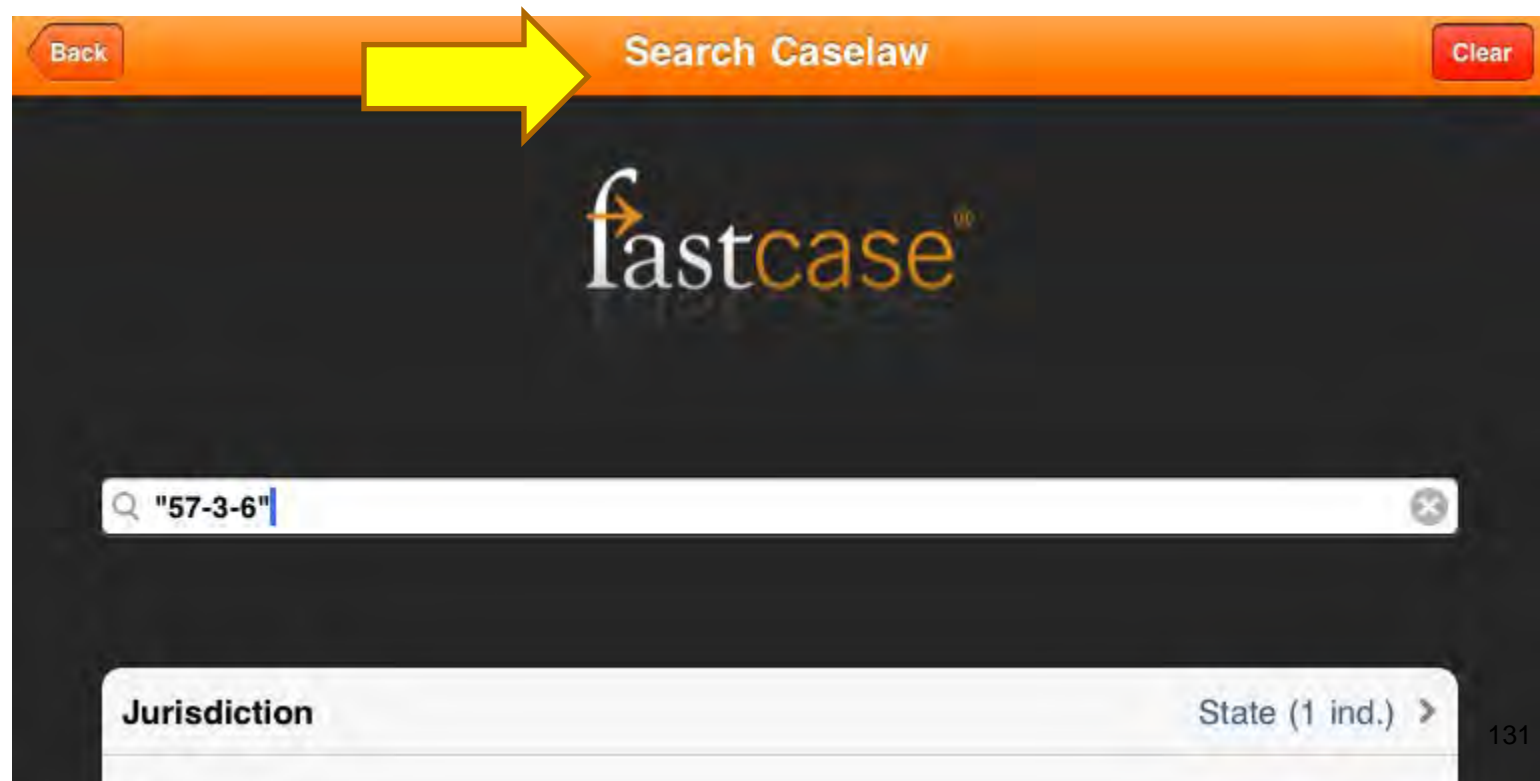 Back Search Caselaw Clear
fastcase®
"57-3-6"
Jurisdiction State (1 ind.)
131